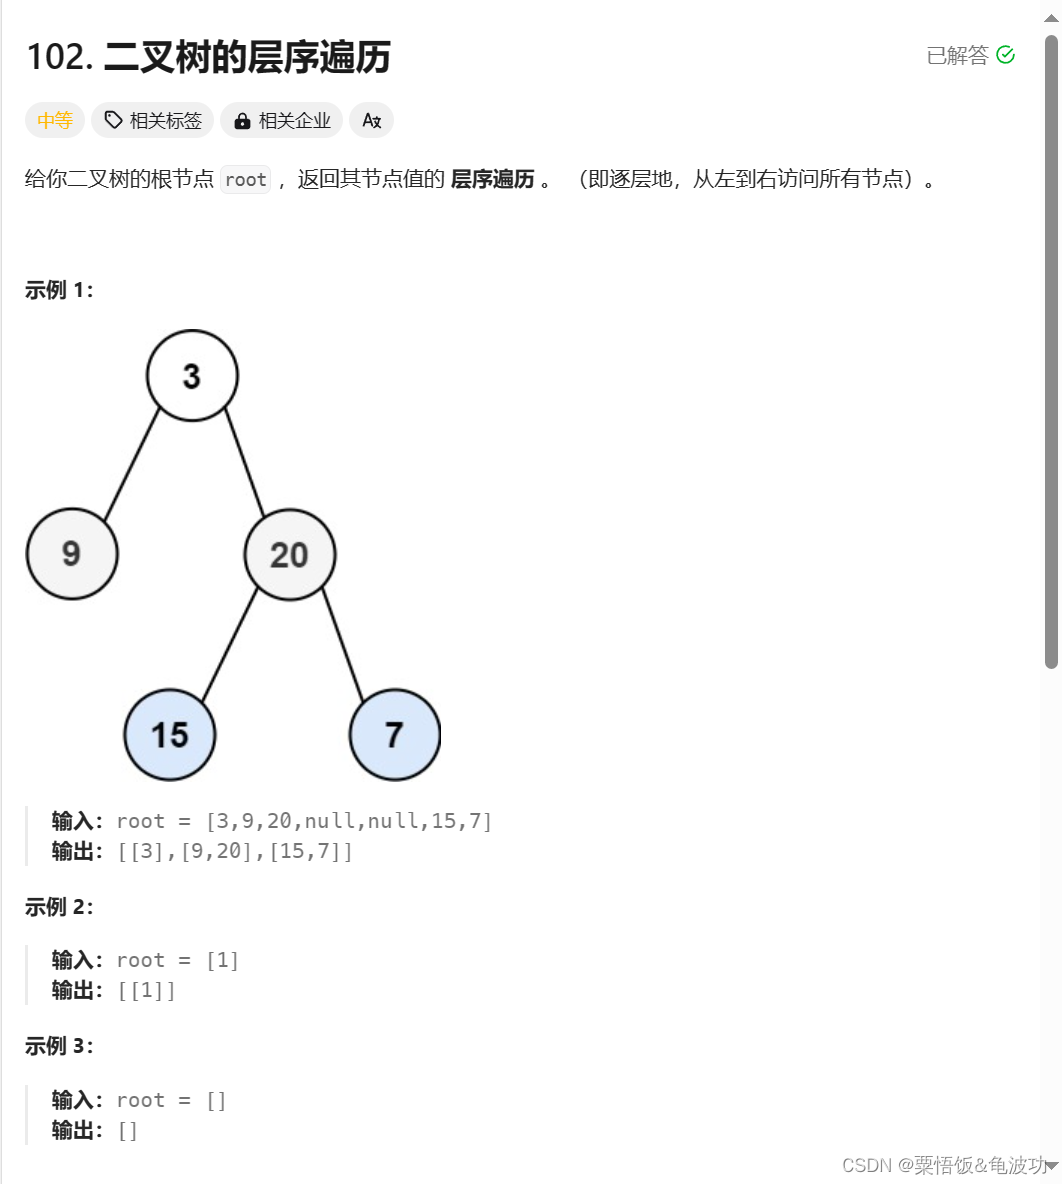 102. 二叉树的层序遍历
已解答
中等 相关标签 相关企业
给你二叉树的根节点 root ，返回其节点值的 层序遍历 。 （即逐层地，从左到右访问所有节点）。
示例 1：
3
9 20
15 7
输入：root = [3,9,20,null,null,15,7]
输出：[[3],[9,20],[15,7]]
示例 2：
输入：root = [1]
输出：[[1]]
示例 3：
输入：root = []
输出：[]
CSDN @粟悟饭&龟波功